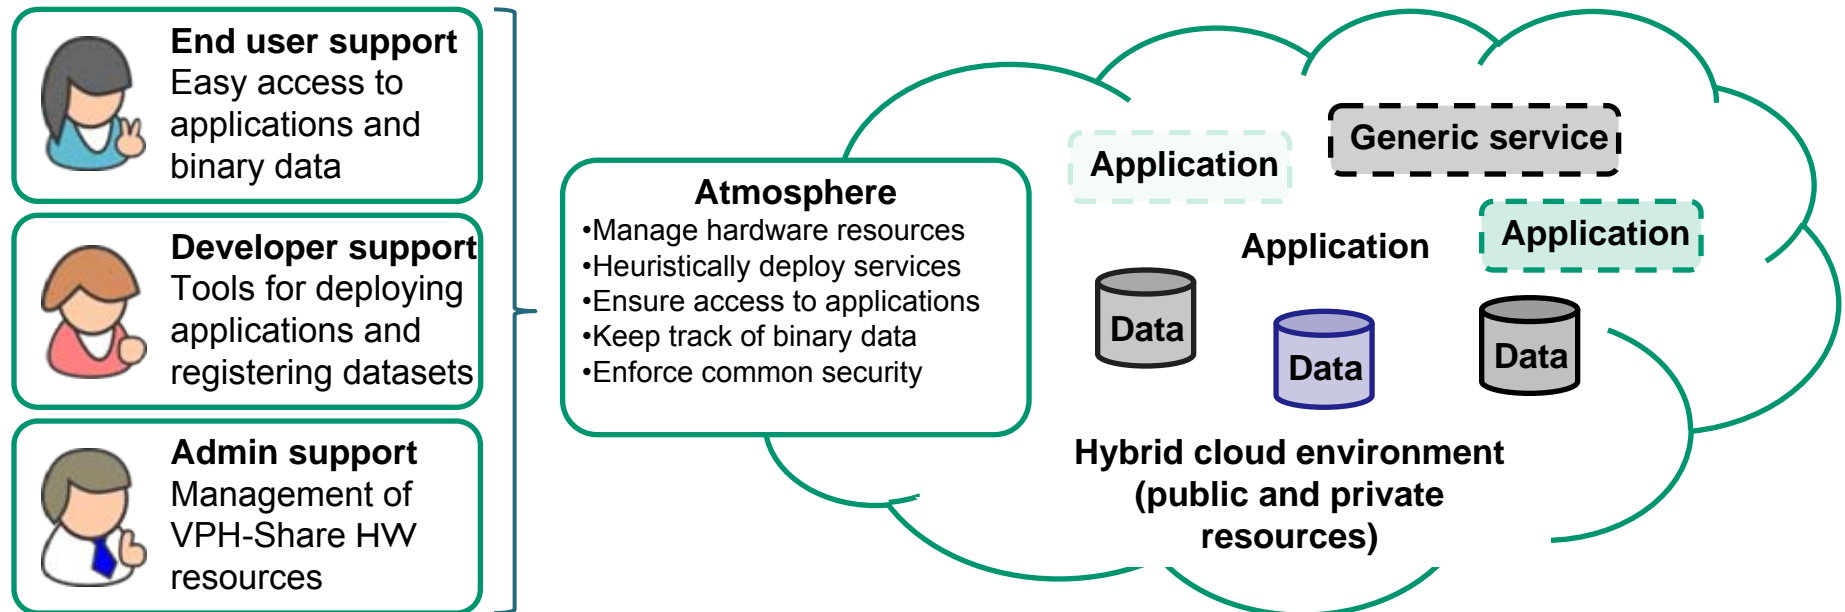 End user support
Easy access to
applications and
binary data
Developer support
Tools for deploying
applications and
registering datasets
Admin support
Management of
VPH-Share HW
resources
Atmosphere
•Manage hardware resources
•Heuristically deploy services
•Ensure access to applications
•Keep track of binary data
•Enforce common security
Generic service
Application
Application
Application
Data
Data
Data
Hybrid cloud environment
(public and private
resources)